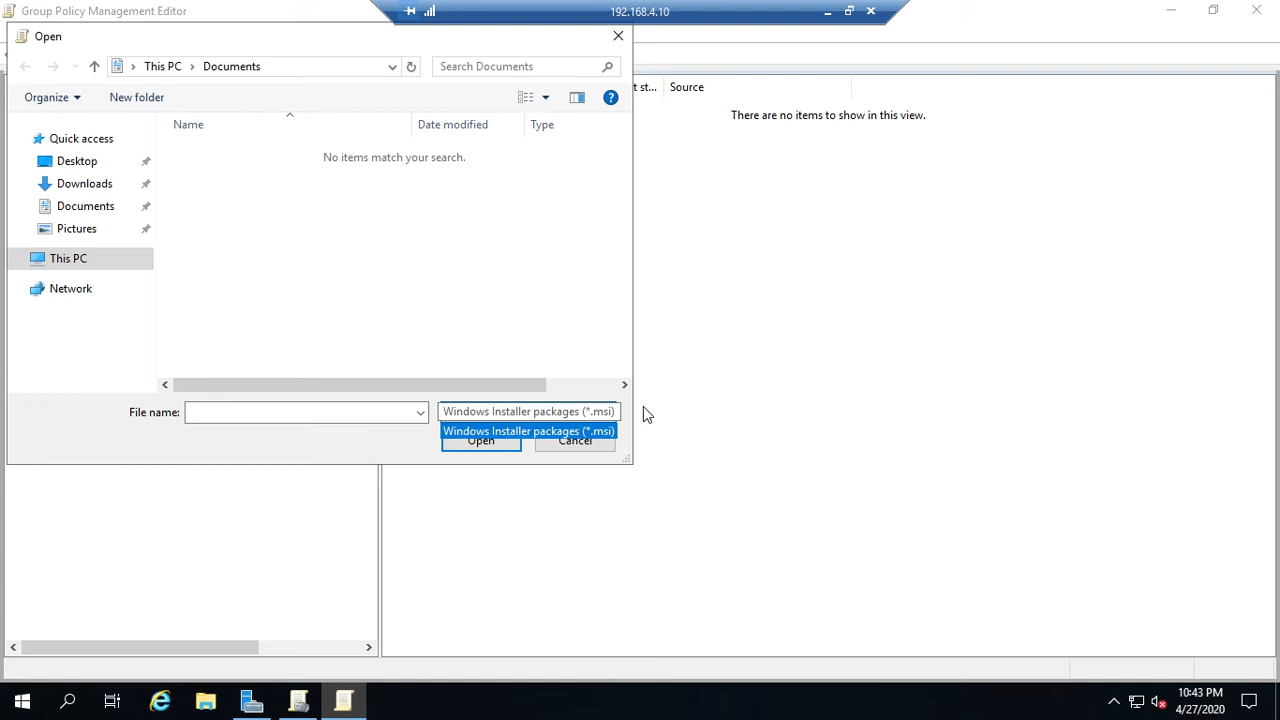 Group Policy Management Editor
192.168.4.10
Open
This PC Documents
Search Documents
Organize
New folder
t st...
Source
There are no items to show in this view.
Name
Date modified
Type
No items match your search.
Quick access
Desktop
Downloads
Documents
Pictures
This PC
Network
File name:
Windows Installer packages (*.msi)
Windows Installer packages (*.msi)
Open
Cancel
10:43 PM
4/27/2020